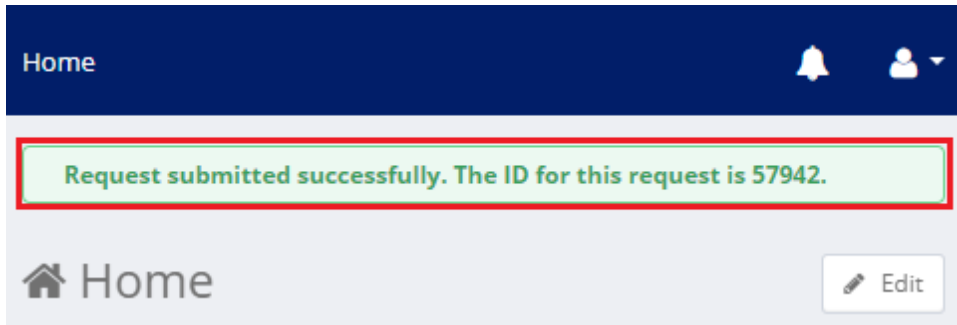 Home
Request submitted successfully. The ID for this request is 57942.
Home
Edit